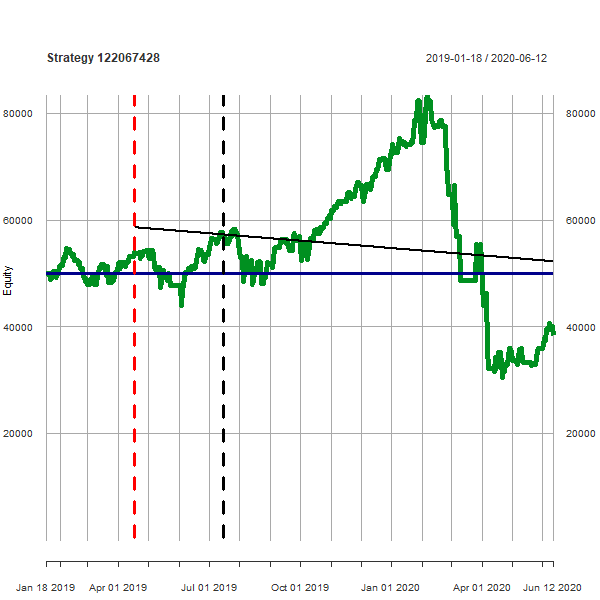 Strategy 122067428
2019-01-18 / 2020-06-12
80000
80000
60000
60000
Equity
40000
40000
20000
20000
Jan 18 2019
Apr 01 2019
Jul 01 2019
Oct 01 2019
Jan 01 2020
Apr 01 2020
Jun 12 2020